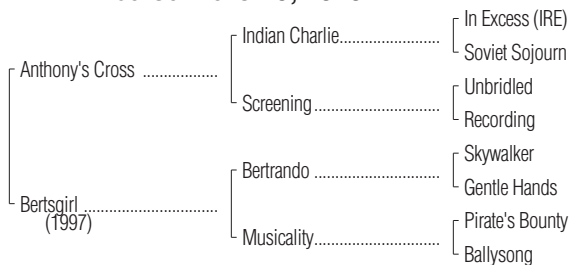 In Excess (IRE)
Indian Charlie......................
Soviet Sojourn
Anthony's Cross .................
Unbridled
Screening............................
Recording
Skywalker
Bertrando ...........................
Gentle Hands
Bertsgirl ..............................
(1997)
Pirate's Bounty
Musicality............................
Ballysong